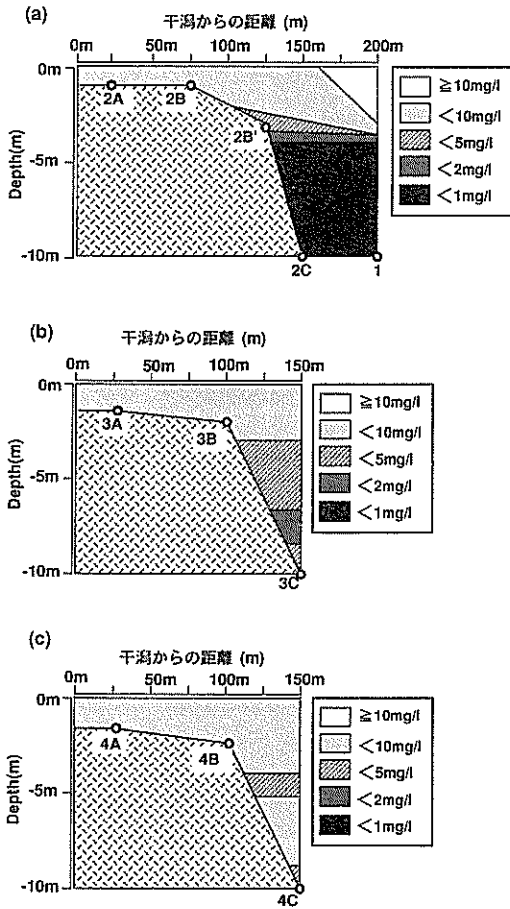 (a)
干潟からの距離 (m)
0m 50m 100m 150m 200m
0m
-5m
-10m
Depth(m)
2A 2B
2B'
2C 1
≧10mg/l
<10mg/l
<5mg/l
<2mg/l
<1mg/l
(b)
干潟からの距離 (m)
0m 50m 100m 150m
0m
-5m
-10m
Depth(m)
3A 3B
3C
≧10mg/l
<10mg/l
<5mg/l
<2mg/l
<1mg/l
(c)
干潟からの距離 (m)
0m 50m 100m 150m
0m
-5m
-10m
Depth(m)
4A 4B
4C
≧10mg/l
<10mg/l
<5mg/l
<2mg/l
<1mg/l